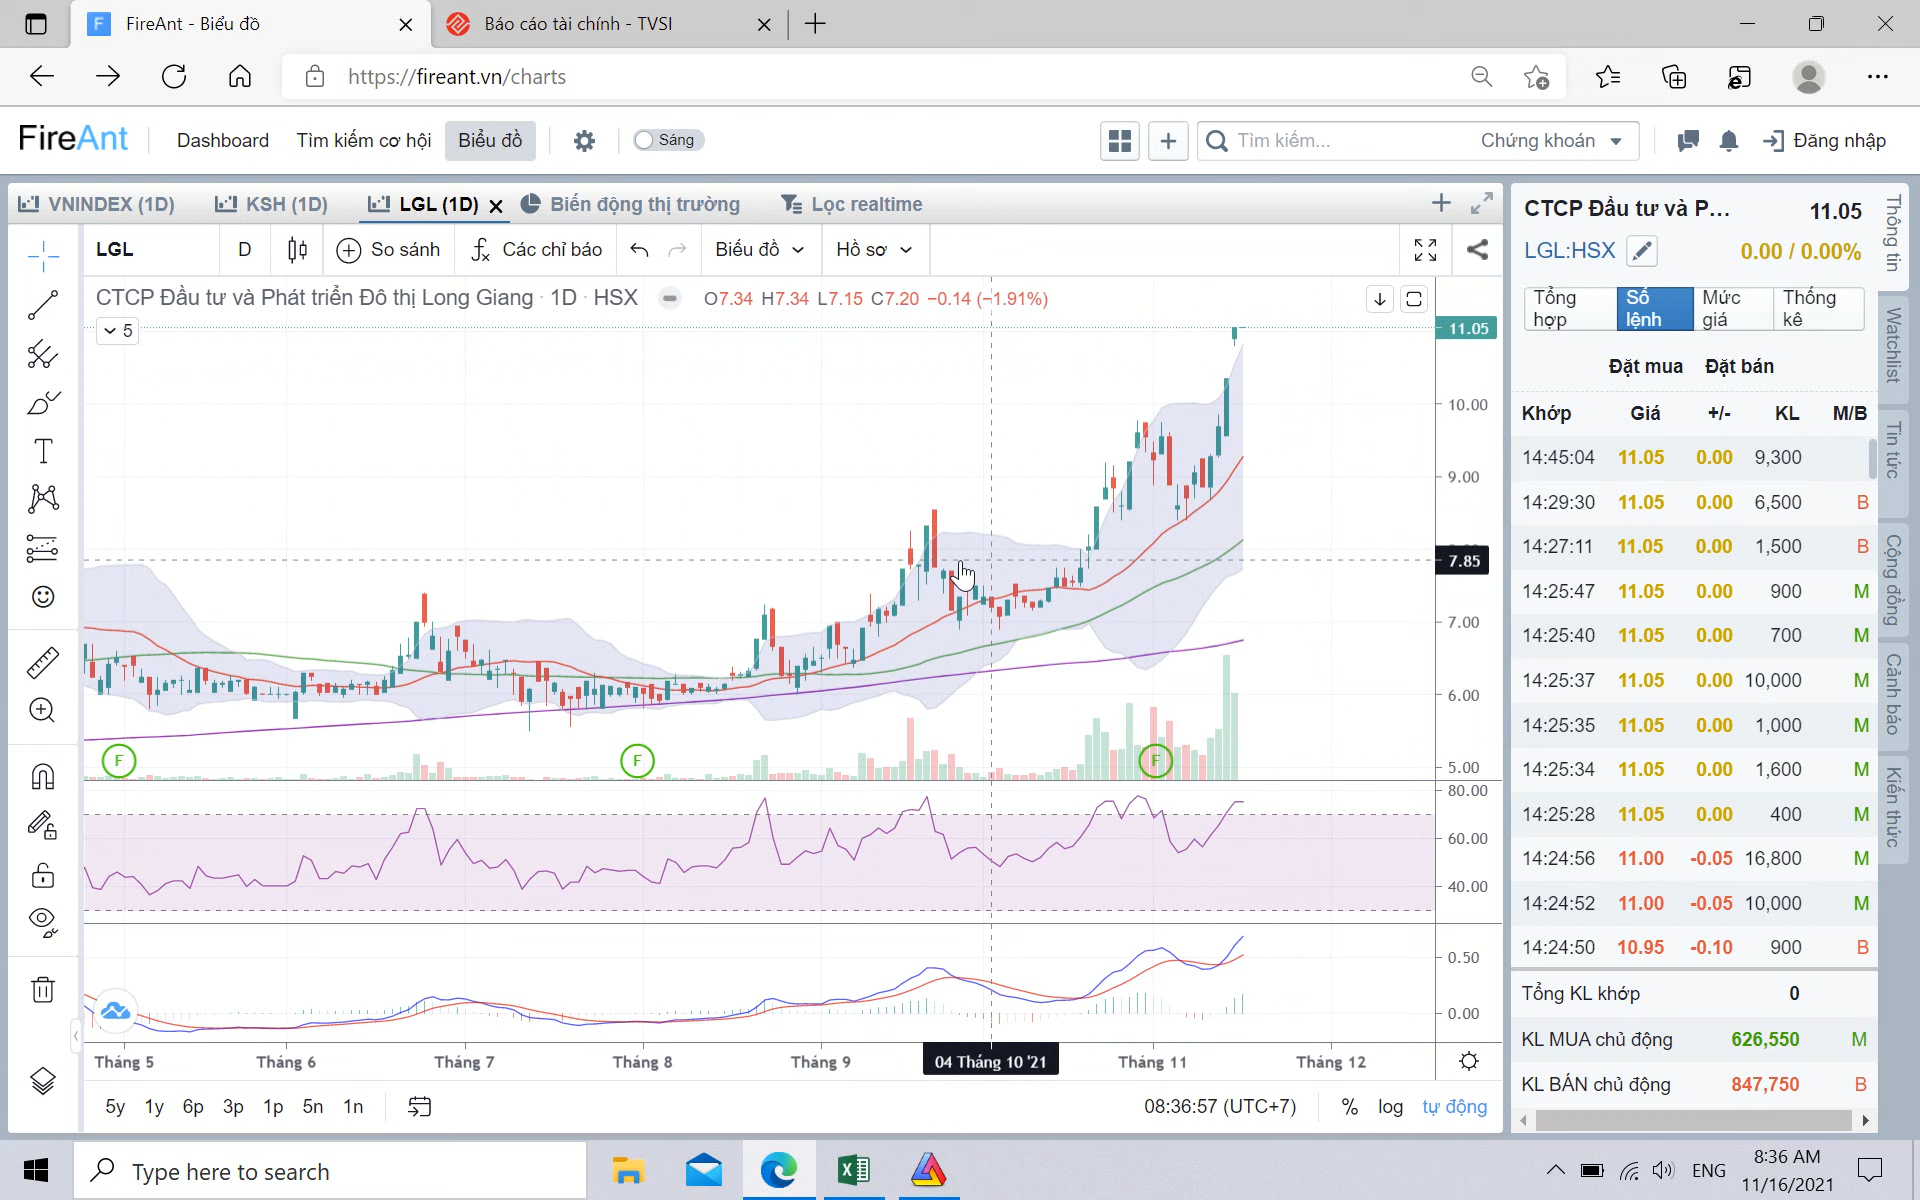 FireAnt - Biểu đồ
Báo cáo tài chính - TVSI
https://fireant.vn/charts
FireAnt
Dashboard
Tìm kiếm cơ hội
Biểu đồ
Sáng
Tìm kiếm...
Chứng khoán
Đăng nhập
VNINDEX (1D)
KSH (1D)
LGL (1D)
Biến động thị trường
Lọc realtime
LGL
D
So sánh
Các chỉ báo
Biểu đồ
Hồ sơ
CTCP Đầu tư và Phát triển Đô thị Long Giang · 1D · HSX
O7.34 H7.34 L7.15 C7.20 −0.14 (−1.91%)
5
11.05
10.00
9.00
7.85
7.00
6.00
5.00
F
F
F
80.00
60.00
40.00
0.50
0.00
Tháng 5
Tháng 6
Tháng 7
Tháng 8
Tháng 9
04 Tháng 10 '21
Tháng 11
Tháng 12
5y 1y 6p 3p 1p 5n 1n
08:36:57 (UTC+7)
% log tự động
CTCP Đầu tư và P... 11.05
LGL:HSX 0.00 / 0.00%
Tổng hợp
Số lệnh
Mức giá
Thống kê
Đặt mua Đặt bán
Khớp Giá +/- KL M/B
14:45:04 11.05 0.00 9,300
14:29:30 11.05 0.00 6,500 B
14:27:11 11.05 0.00 1,500 B
14:25:47 11.05 0.00 900 M
14:25:40 11.05 0.00 700 M
14:25:37 11.05 0.00 10,000 M
14:25:35 11.05 0.00 1,000 M
14:25:34 11.05 0.00 1,600 M
14:25:28 11.05 0.00 400 M
14:24:56 11.00 -0.05 16,800 M
14:24:52 11.00 -0.05 10,000 M
14:24:50 10.95 -0.10 900 B
Tổng KL khớp 0
KL MUA chủ động 626,550 M
KL BÁN chủ động 847,750 B
Thông tin
Watchlist
Tin tức
Cộng đồng
Cảnh báo
Kiến thức
Type here to search
ENG
8:36 AM
11/16/2021